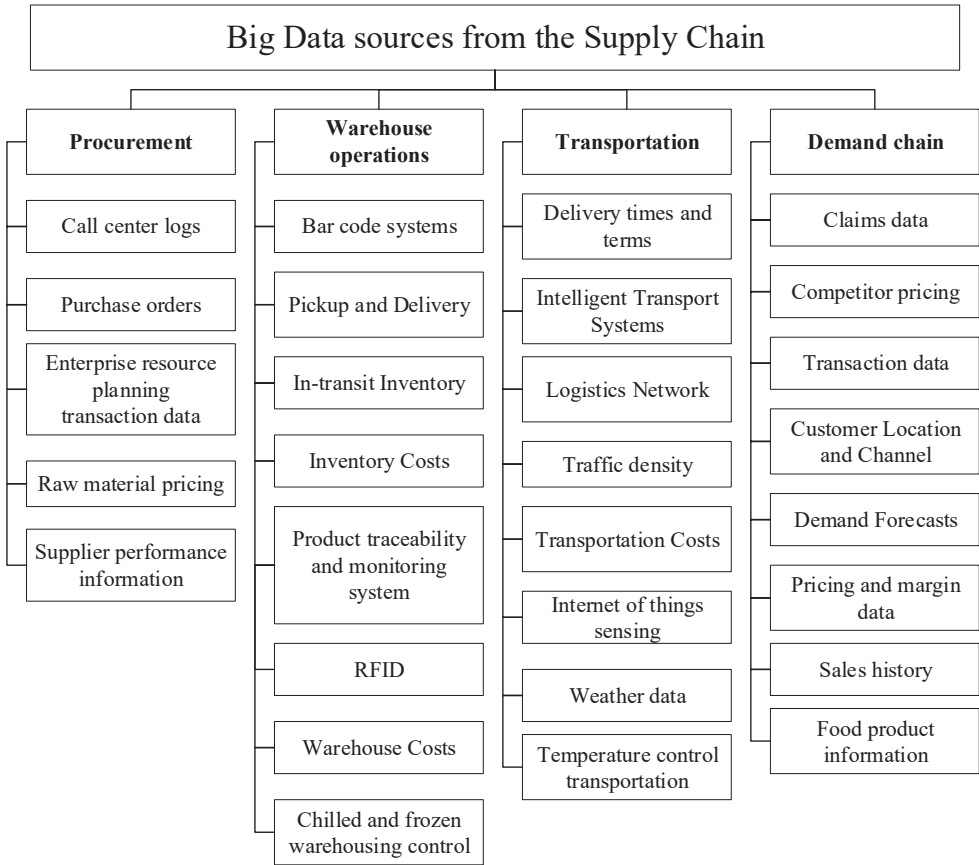 Big Data sources from the Supply Chain
Procurement
Call center logs
Purchase orders
Enterprise resource
planning
transaction data
Raw material pricing
Supplier performance
information
Warehouse
operations
Bar code systems
Pickup and Delivery
In-transit Inventory
Inventory Costs
Product traceability
and monitoring
system
RFID
Warehouse Costs
Chilled and frozen
warehousing control
Transportation
Delivery times and
terms
Intelligent Transport
Systems
Logistics Network
Traffic density
Transportation Costs
Internet of things
sensing
Weather data
Temperature control
transportation
Demand chain
Claims data
Competitor pricing
Transaction data
Customer Location
and Channel
Demand Forecasts
Pricing and margin
data
Sales history
Food product
information